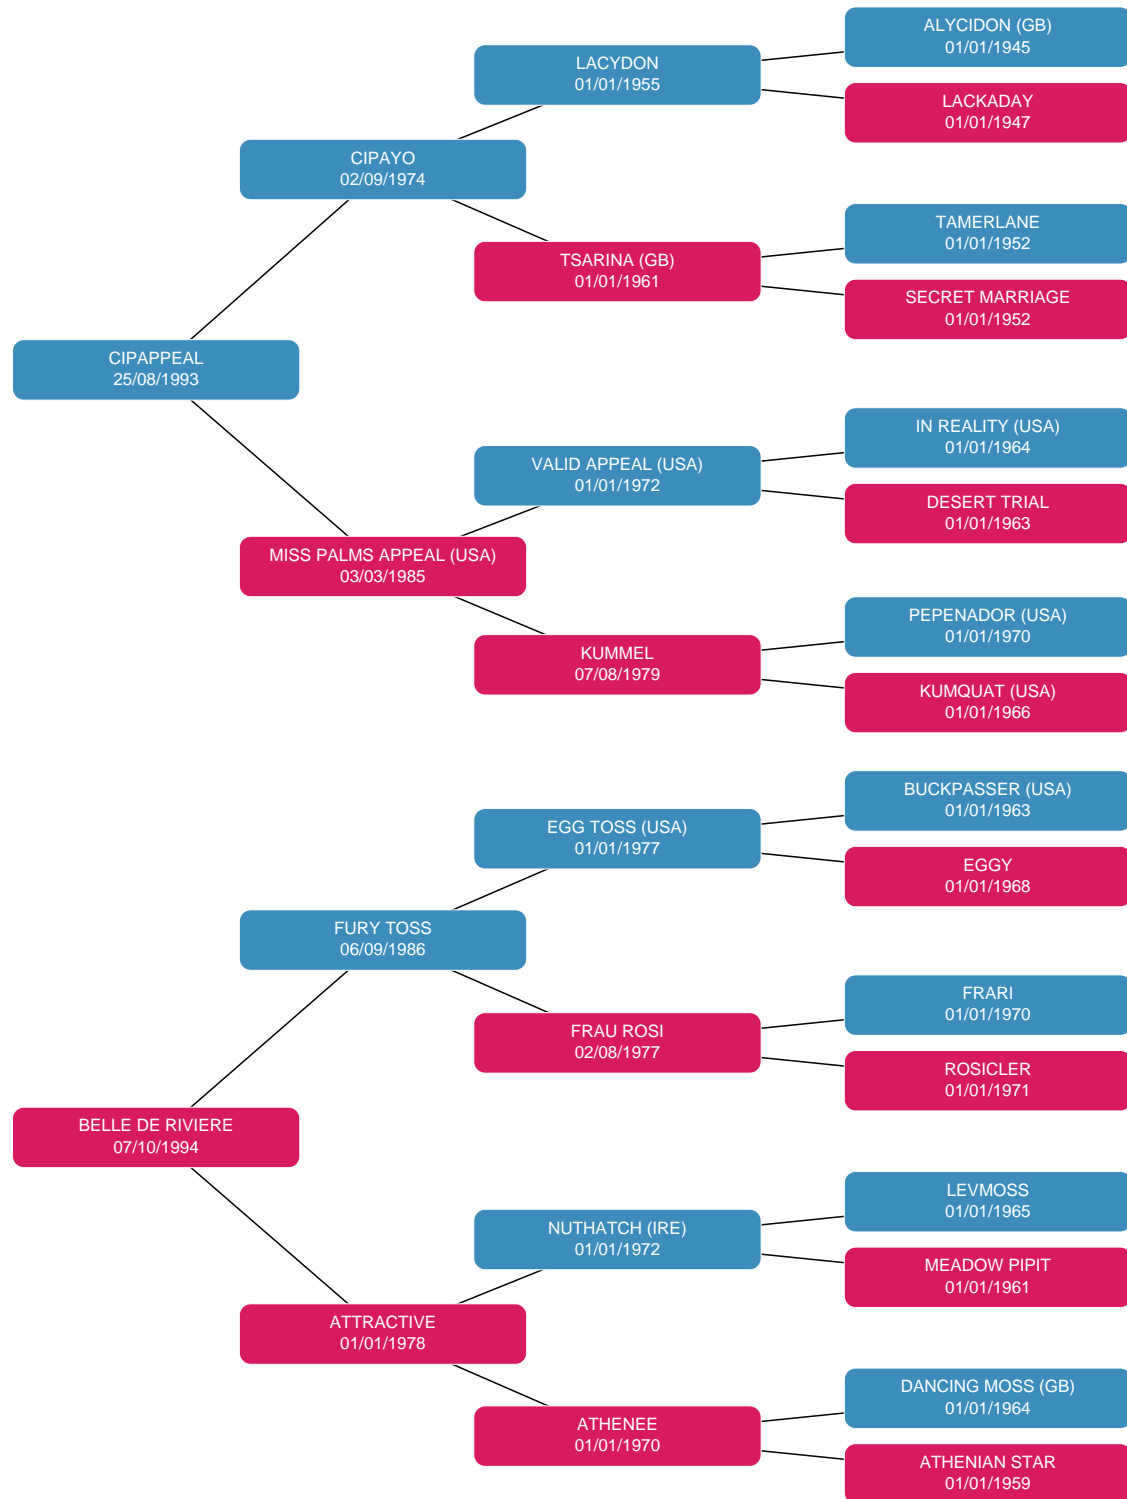 ALYCIDON (GB)
01/01/1945
LACYDON
01/01/1955
LACKADAY
01/01/1947
CIPAYO
02/09/1974
TAMERLANE
01/01/1952
TSARINA (GB)
01/01/1961
SECRET MARRIAGE
01/01/1952
CIPAPPEAL
25/08/1993
IN REALITY (USA)
01/01/1964
VALID APPEAL (USA)
01/01/1972
DESERT TRIAL
01/01/1963
MISS PALMS APPEAL (USA)
03/03/1985
PEPENADOR (USA)
01/01/1970
KUMMEL
07/08/1979
KUMQUAT (USA)
01/01/1966
BUCKPASSER (USA)
01/01/1963
EGG TOSS (USA)
01/01/1977
EGGY
01/01/1968
FURY TOSS
06/09/1986
FRARI
01/01/1970
FRAU ROSI
02/08/1977
ROSICLER
01/01/1971
BELLE DE RIVIERE
07/10/1994
LEVMOSS
01/01/1965
NUTHATCH (IRE)
01/01/1972
MEADOW PIPIT
01/01/1961
ATTRACTIVE
01/01/1978
DANCING MOSS (GB)
01/01/1964
ATHENEE
01/01/1970
ATHENIAN STAR
01/01/1959